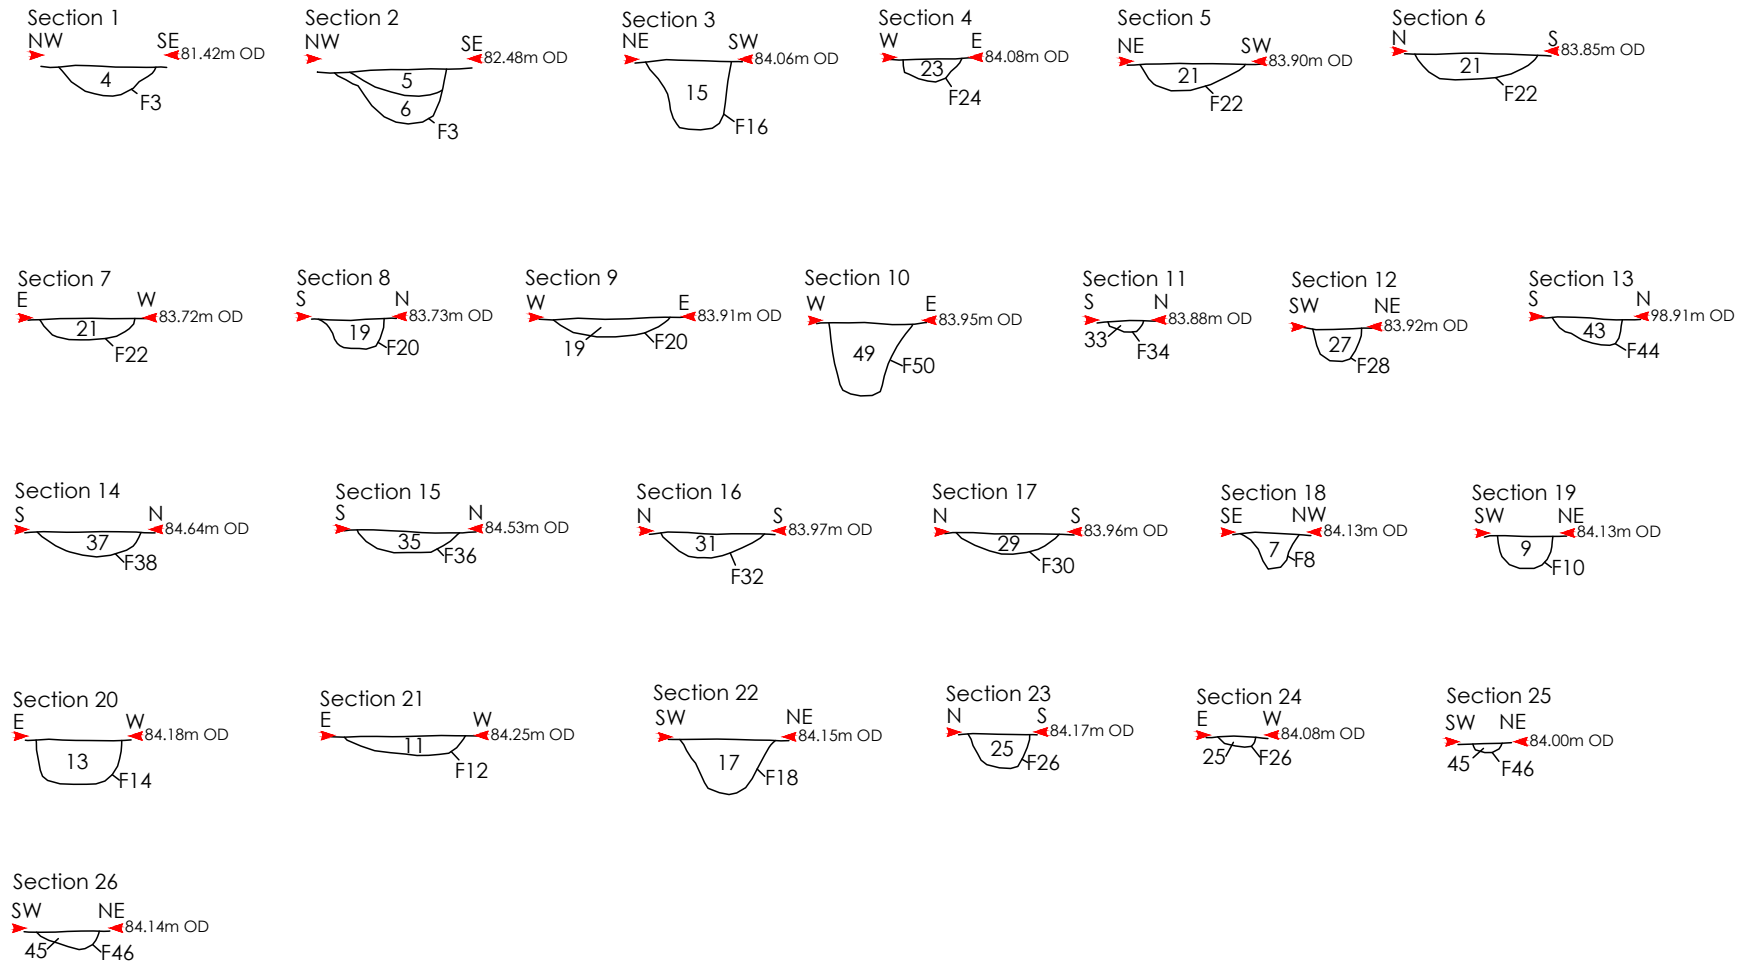 Section 1
NW SE
81.42m OD
4
F3
Section 2
NW SE
82.48m OD
5
6
F3
Section 3
NE SW
84.06m OD
15
F16
Section 4
W E
84.08m OD
23
F24
Section 5
NE SW
83.90m OD
21
F22
Section 6
N S
83.85m OD
21
F22
Section 7
E W
83.72m OD
21
F22
Section 8
S N
83.73m OD
19
F20
Section 9
W E
83.91m OD
19
F20
Section 10
W E
83.95m OD
49
F50
Section 11
S N
83.88m OD
33
F34
Section 12
SW NE
83.92m OD
27
F28
Section 13
S N
98.91m OD
43
F44
Section 14
S N
84.64m OD
37
F38
Section 15
S N
84.53m OD
35
F36
Section 16
N S
83.97m OD
31
F32
Section 17
N S
83.96m OD
29
F30
Section 18
SE NW
84.13m OD
7
F8
Section 19
SW NE
84.13m OD
9
F10
Section 20
E W
84.18m OD
13
F14
Section 21
E W
84.25m OD
11
F12
Section 22
SW NE
84.15m OD
17
F18
Section 23
N S
84.17m OD
25
F26
Section 24
E W
84.08m OD
25
F26
Section 25
SW NE
84.00m OD
45
F46
Section 26
SW NE
84.14m OD
45
F46